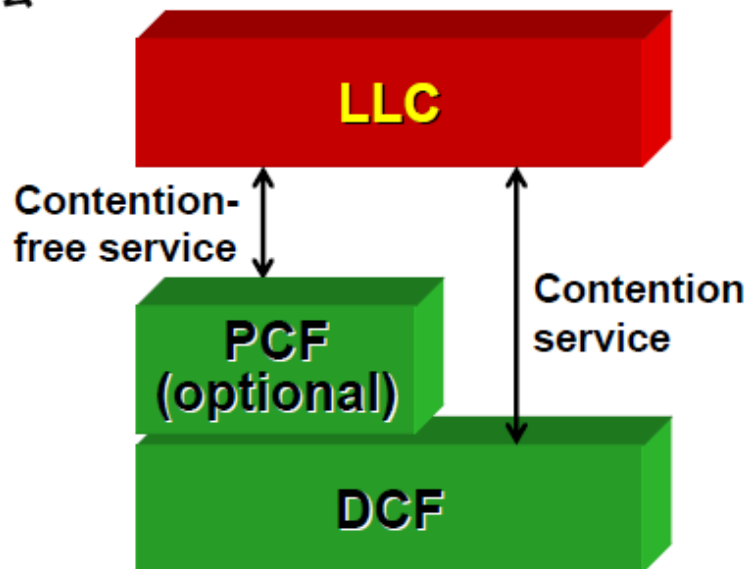 LLC
Contention-
free service
Contention
service
PCF
(optional)
DCF